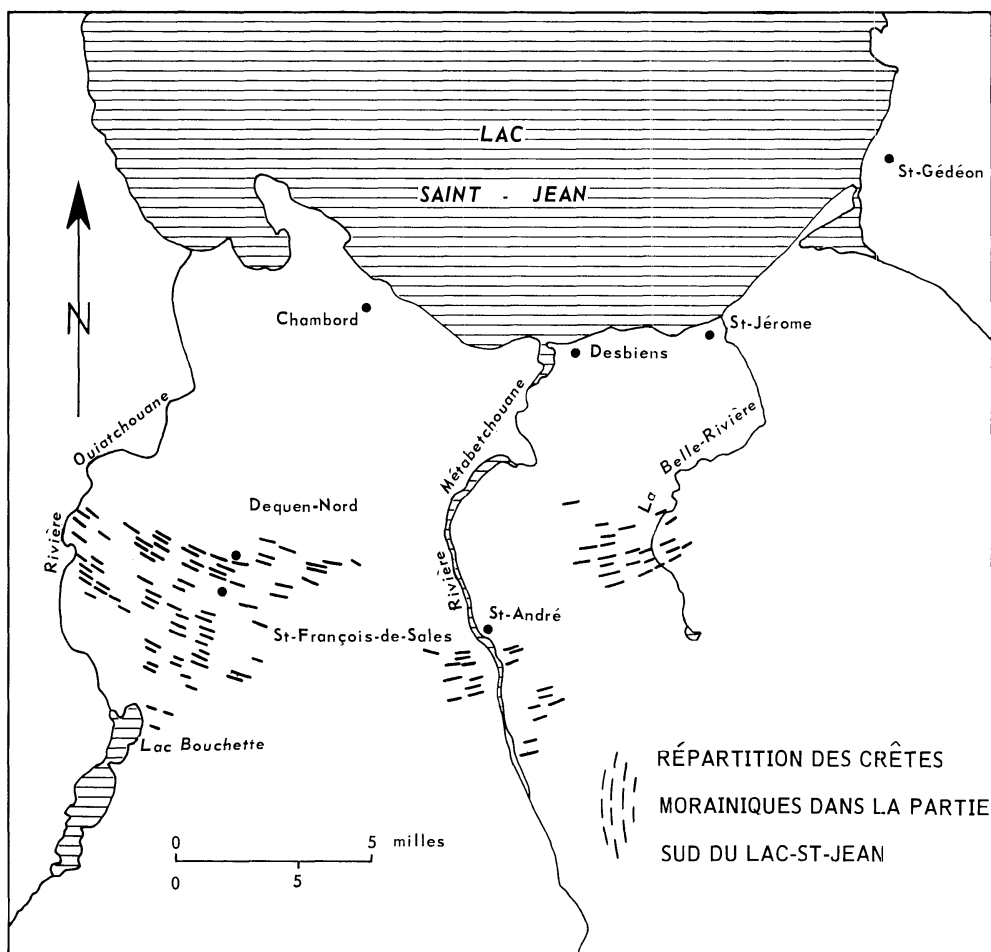 LAC
SAINT - JEAN
St-Gédéon
N
Chambord
St-Jérome
Desbiens
Ouiatchouane
Rivière
Métabetchouane
Rivière
La Belle-Rivière
Dequen-Nord
St-André
St-François-de-Sales
Lac Bouchette
RÉPARTITION DES CRÊTES
MORAINIQUES DANS LA PARTIE
SUD DU LAC-ST-JEAN
0 5 milles
0 5